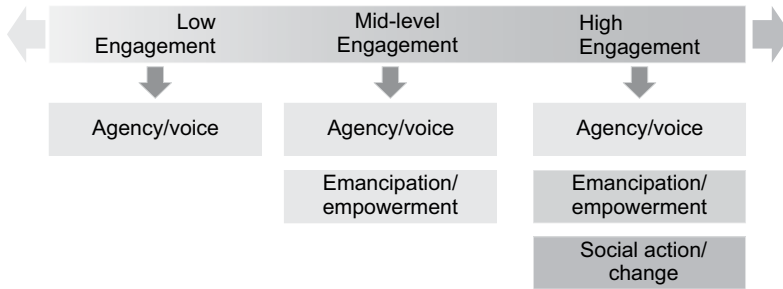 Low
Engagement
Mid-level
Engagement
High
Engagement
Agency/voice
Agency/voice
Agency/voice
Emancipation/
empowerment
Emancipation/
empowerment
Social action/
change